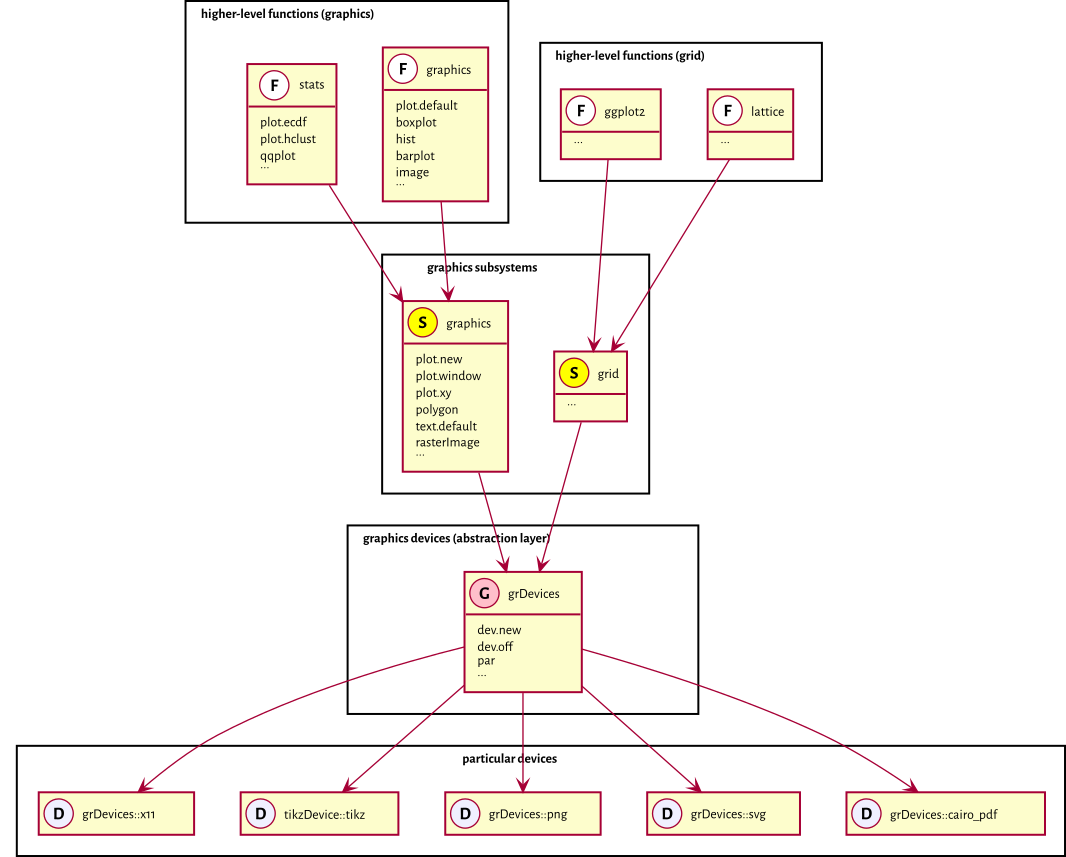 higher-level functions (graphics)
F stats
plot.ecdf
plot.hclust
qqplot
...
F graphics
plot.default
boxplot
hist
barplot
image
...
higher-level functions (grid)
F ggplot2
...
F lattice
...
graphics subsystems
S graphics
plot.new
plot.window
plot.xy
polygon
text.default
rasterImage
...
S grid
...
graphics devices (abstraction layer)
G grDevices
dev.new
dev.off
par
...
particular devices
D grDevices::x11
D tikzDevice::tikz
D grDevices::png
D grDevices::svg
D grDevices::cairo_pdf